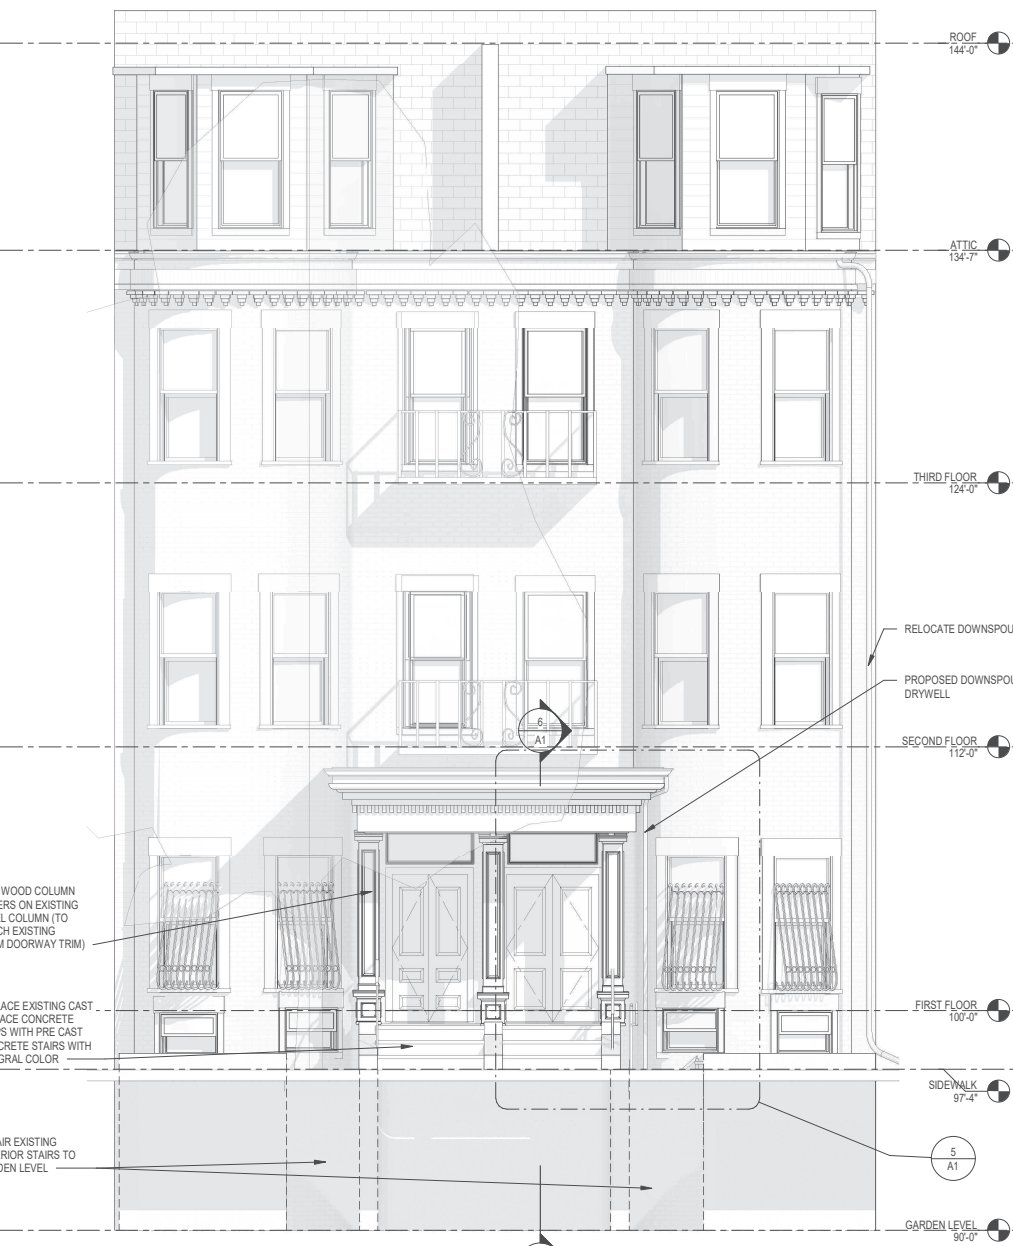 ROOF
144'-0"
ATTIC
134'-7"
THIRD FLOOR
124'-0"
RELOCATE DOWNSPOU
PROPOSED DOWNSPOU
DRYWELL
6
A1
SECOND FLOOR
112'-0"
WOOD COLUMN
ERS ON EXISTING
L COLUMN (TO
CH EXISTING
M DOORWAY TRIM)
ACE EXISTING CAST
ACE CONCRETE
PS WITH PRE CAST
CRETE STAIRS WITH
GRAL COLOR
FIRST FLOOR
100'-0"
SIDEWALK
97'-4"
AIR EXISTING
ERIOR STAIRS TO
DEN LEVEL
5
A1
GARDEN LEVEL
90'-0"